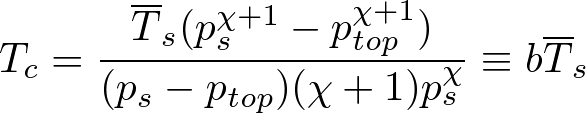 $T_c = \frac{\overline{T}_s (p_s^{\chi+1} - p_{top}^{\chi+1})}{(p_s - p_{top})(\chi+1)p_s^{\chi}} \equiv b\overline{T}_s$